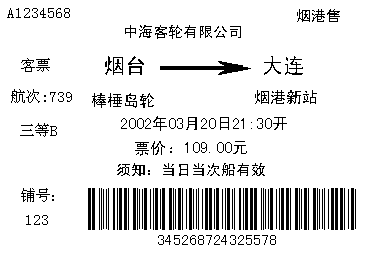 A1234568 烟港售
中海客轮有限公司
客票 烟台 大连
航次:739 棒棰岛轮 烟港新站
三等B 2002年03月20日21:30开
票价：109.00元
须知：当日当次船有效
铺号：
123
345268724325578